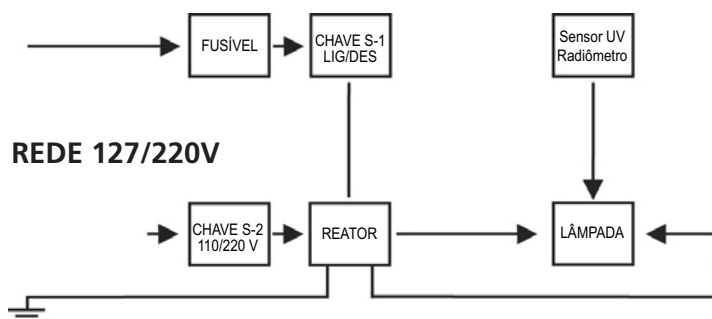 FUSÍVEL
CHAVE S-1
LIG/DES
Sensor UV
Radiômetro
REDE 127/220V
CHAVE S-2
110/220 V
REATOR
LÂMPADA